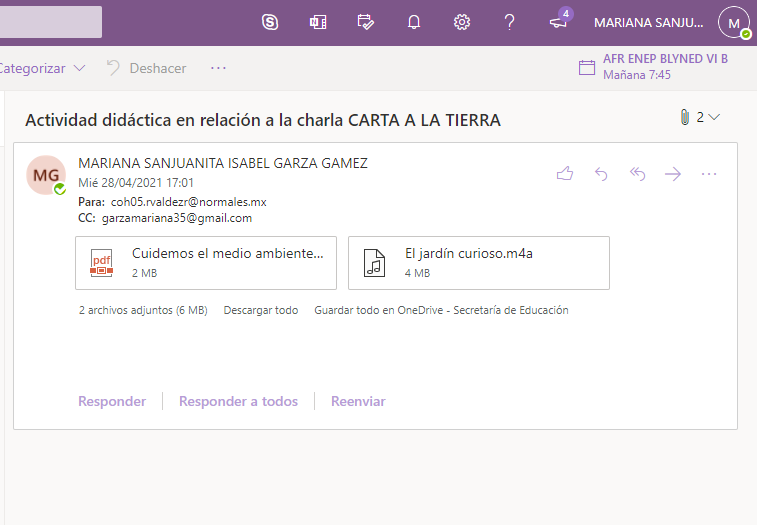 4
MARIANA SANJU... M
Categorizar Deshacer ...
AFR ENEP BLYNED VI B
Mañana 7:45
Actividad didáctica en relación a la charla CARTA A LA TIERRA 2
MG MARIANA SANJUANITA ISABEL GARZA GAMEZ
Mié 28/04/2021 17:01
Para: coh05.rvaldezr@normales.mx
CC: garzamariana35@gmail.com
pdf Cuidemos el medio ambiente...
2 MB
El jardín curioso.m4a
4 MB
2 archivos adjuntos (6 MB) Descargar todo Guardar todo en OneDrive - Secretaría de Educación
Responder Responder a todos Reenviar